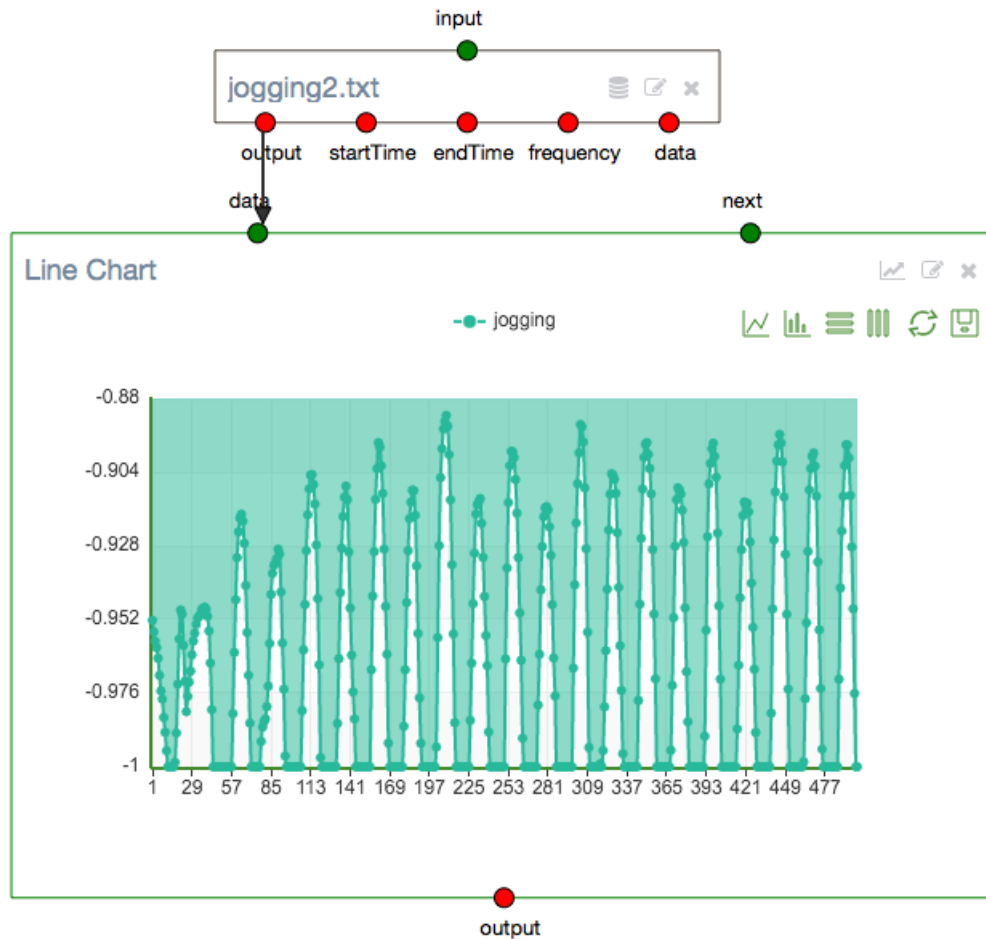 input
jogging2.txt
output startTime endTime frequency data
data next
Line Chart
jogging
-0.88
-0.904
-0.928
-0.952
-0.976
-1
1 29 57 85 113 141 169 197 225 253 281 309 337 365 393 421 449 477
output